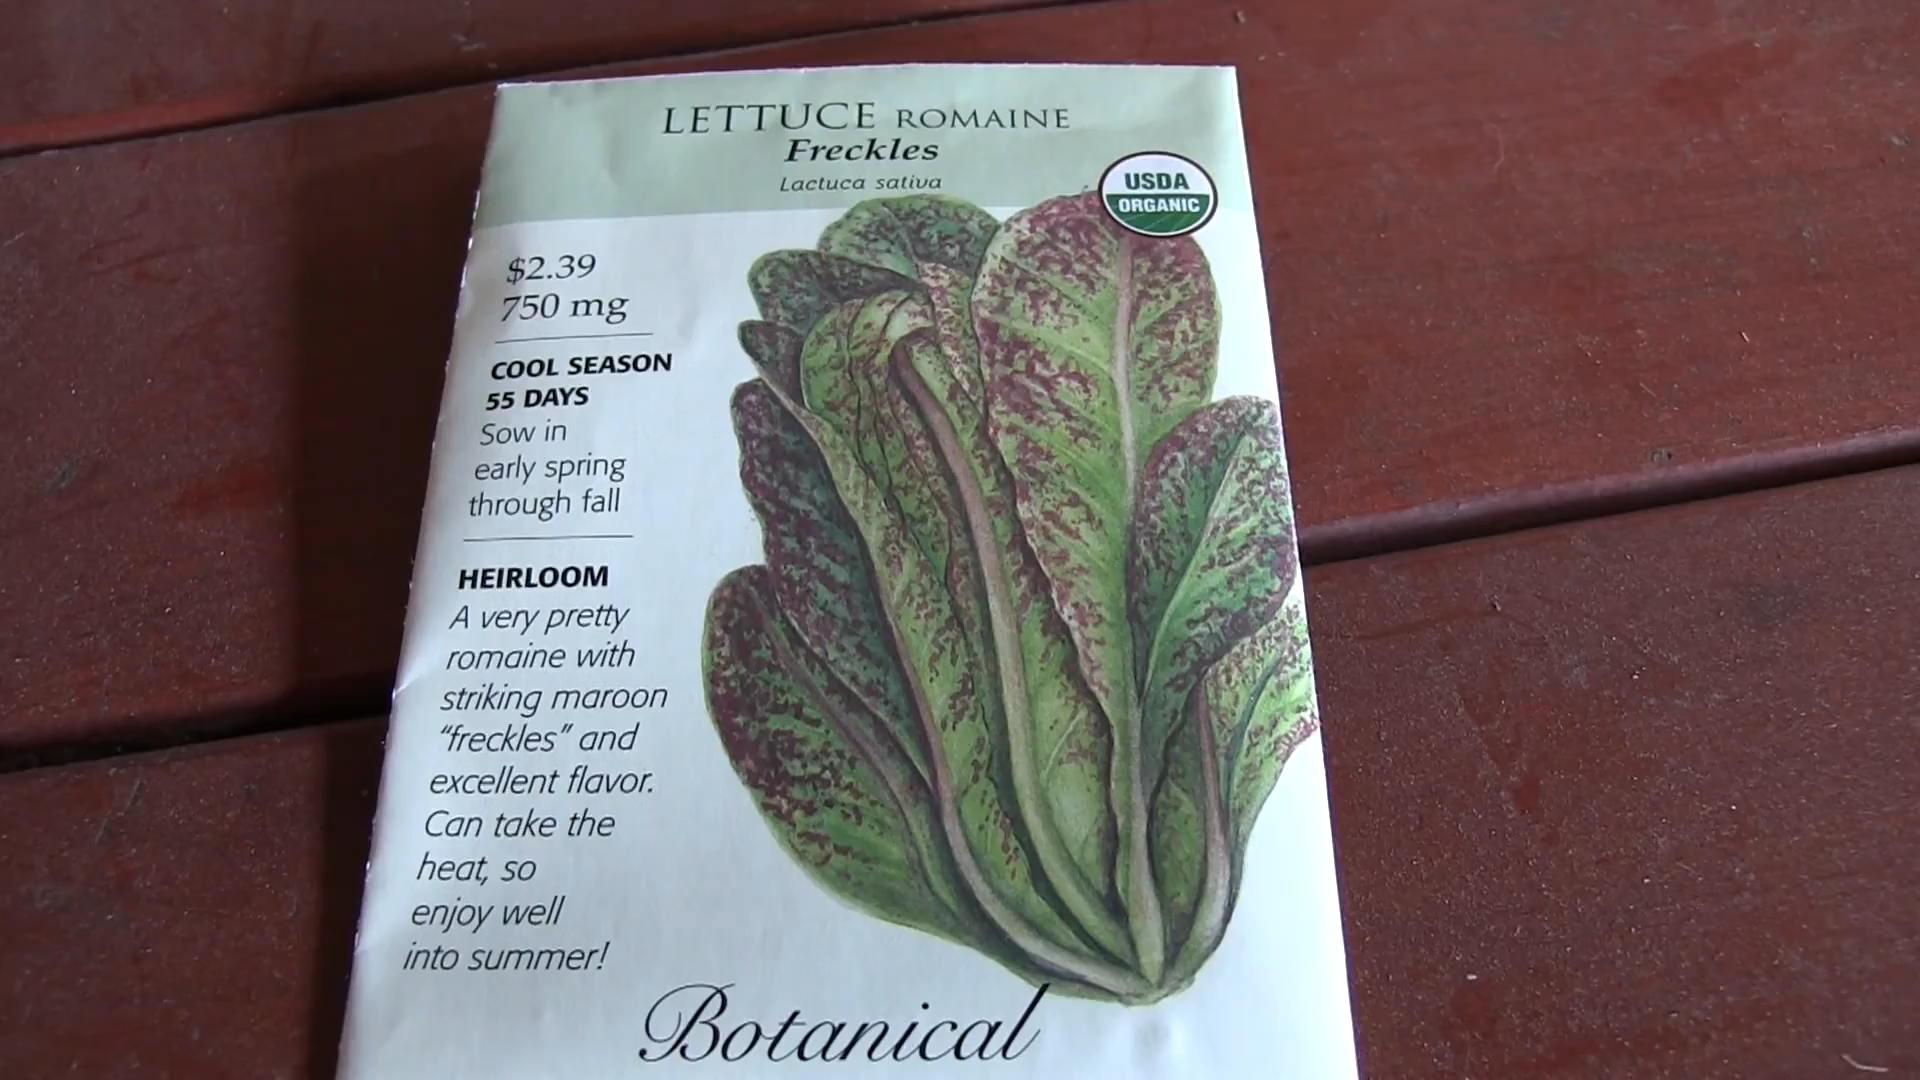 LETTUCE ROMAINE
Freckles
Lactuca sativa
USDA
ORGANIC
$2.39
750 mg
COOL SEASON
55 DAYS
Sow in
early spring
through fall
HEIRLOOM
A very pretty
romaine with
striking maroon
“freckles” and
excellent flavor.
Can take the
heat, so
enjoy well
into summer!
Botanical